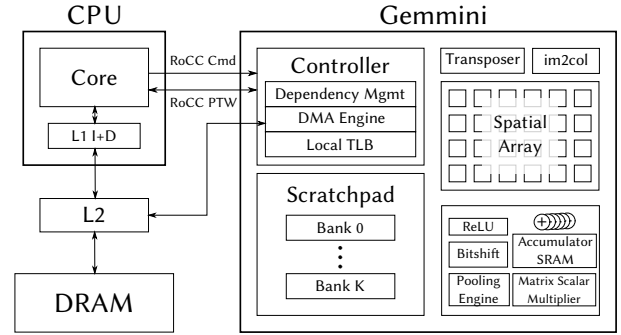 CPU
Gemmini
Core
L1 I+D
L2
DRAM
RoCC Cmd
RoCC PTW
Controller
Dependency Mgmt
DMA Engine
Local TLB
Scratchpad
Bank 0
Bank K
Transposer
im2col
Spatial
Array
ReLU
Bitshift
Accumulator
SRAM
Pooling
Engine
Matrix Scalar
Multiplier